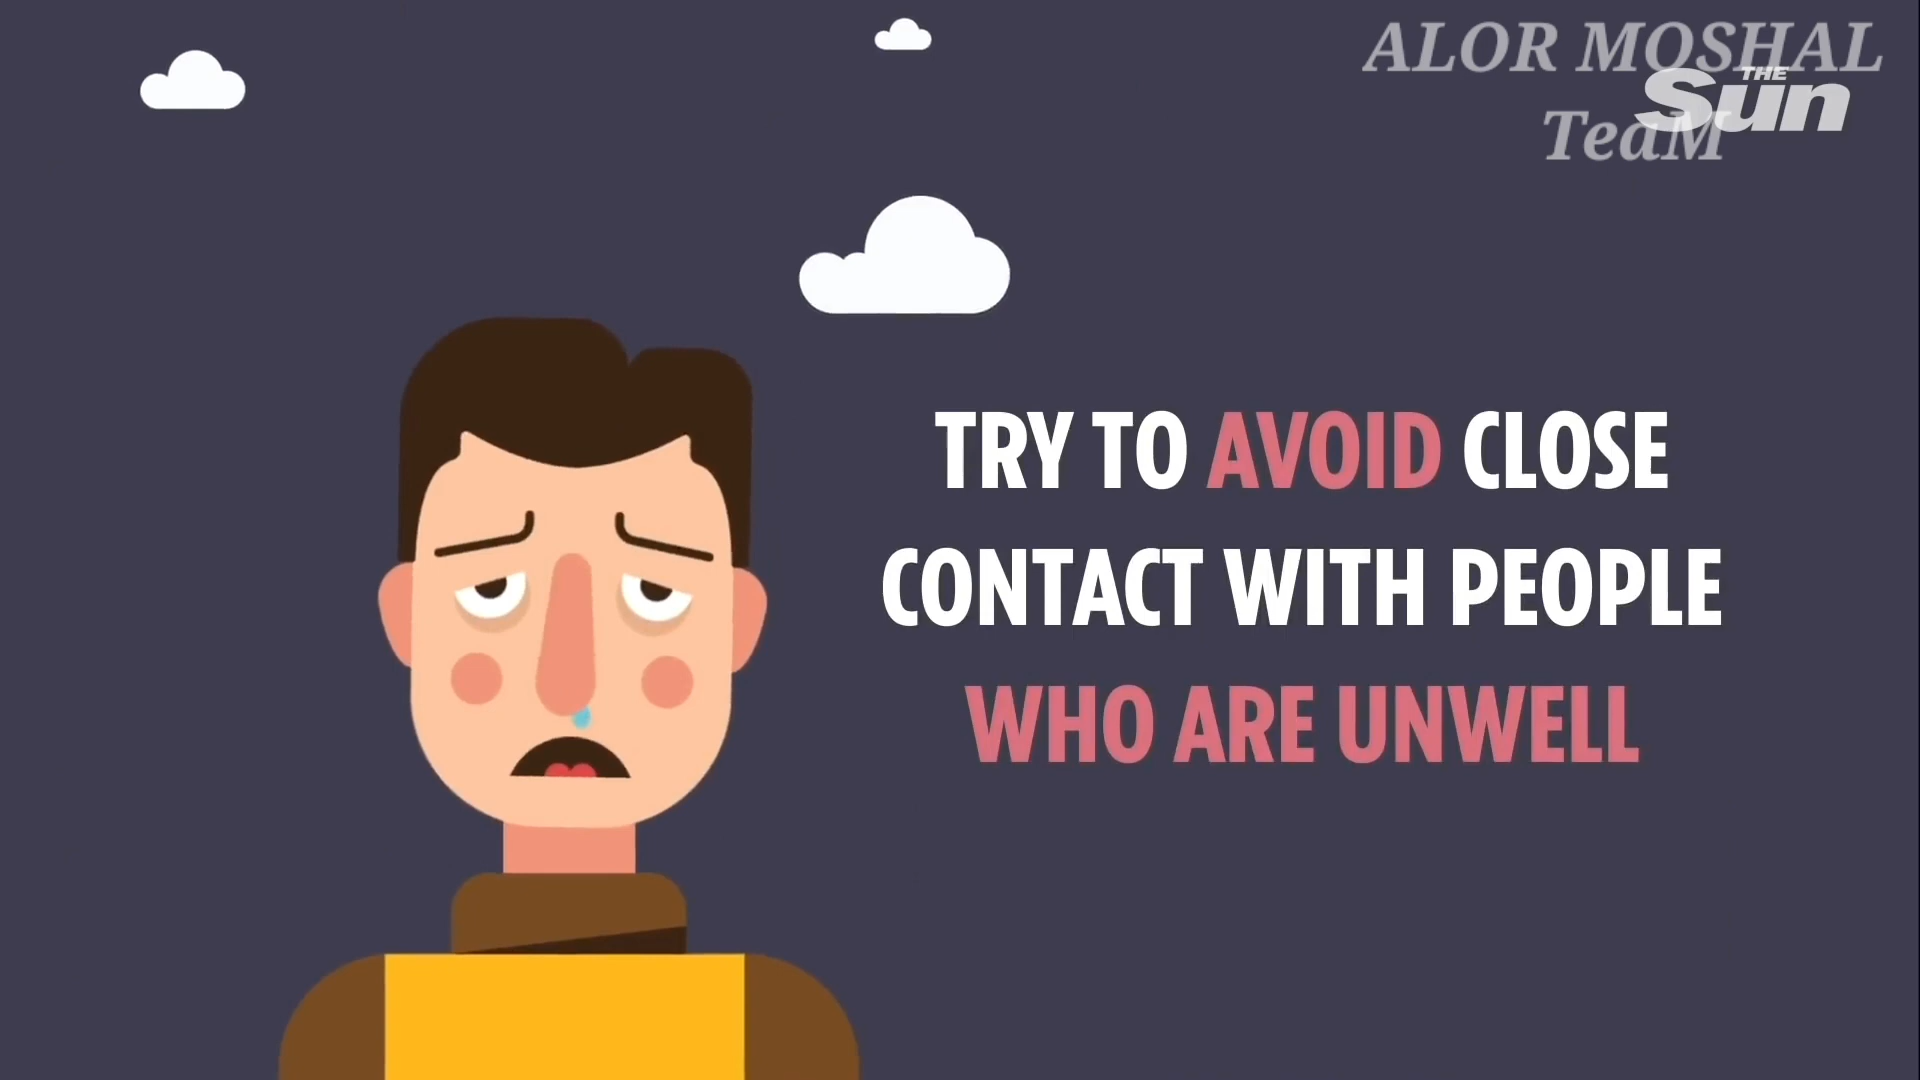 ALOR MOSHAL
THE
Sun
TeaM
TRY TO AVOID CLOSE
CONTACT WITH PEOPLE
WHO ARE UNWELL